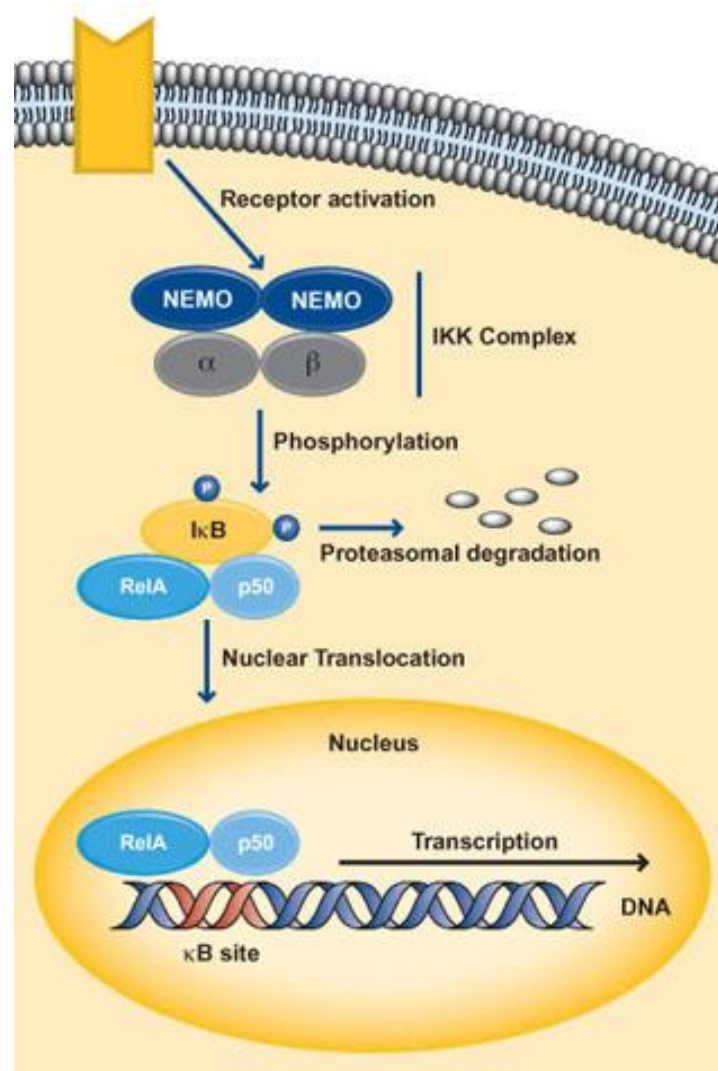 Receptor activation
NEMO NEMO
IKK Complex
α β
Phosphorylation
P
IκB P
Proteasomal degradation
RelA p50
Nuclear Translocation
Nucleus
RelA p50
Transcription
DNA
κB site